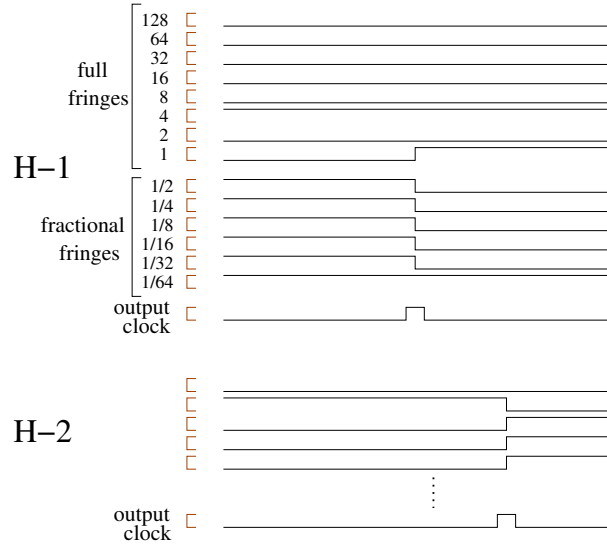 128
64
32
16
8
4
2
1
full
fringes
H−1
1/2
1/4
1/8
1/16
1/32
1/64
fractional
fringes
output
clock
H−2
output
clock